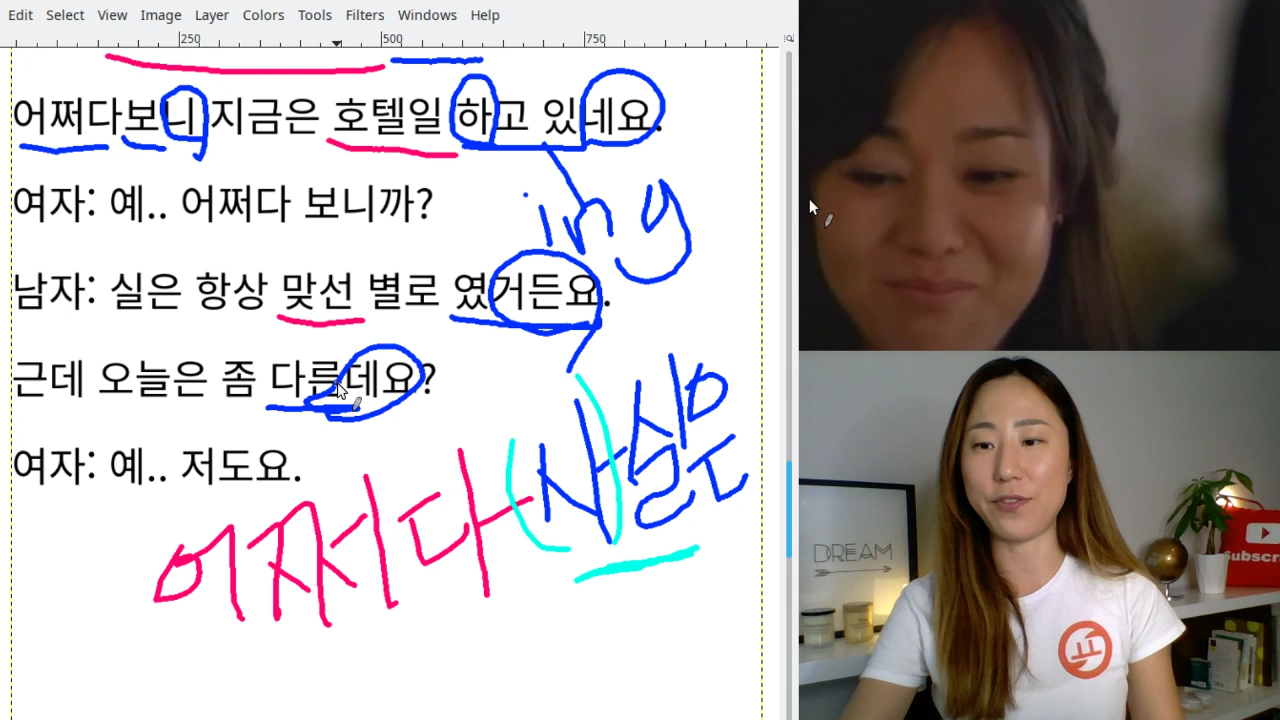 Edit Select View Image Layer Colors Tools Filters Windows Help
250 500 750
어쩌다보니 지금은 호텔일 하고 있네요.
여자: 예.. 어쩌다 보니까?
ing
남자: 실은 항상 맞선 별로 였거든요.
근데 오늘은 좀 다른데요?
(사)실은
여자: 예.. 저도요.
어쩌다
DREAM
Subscr